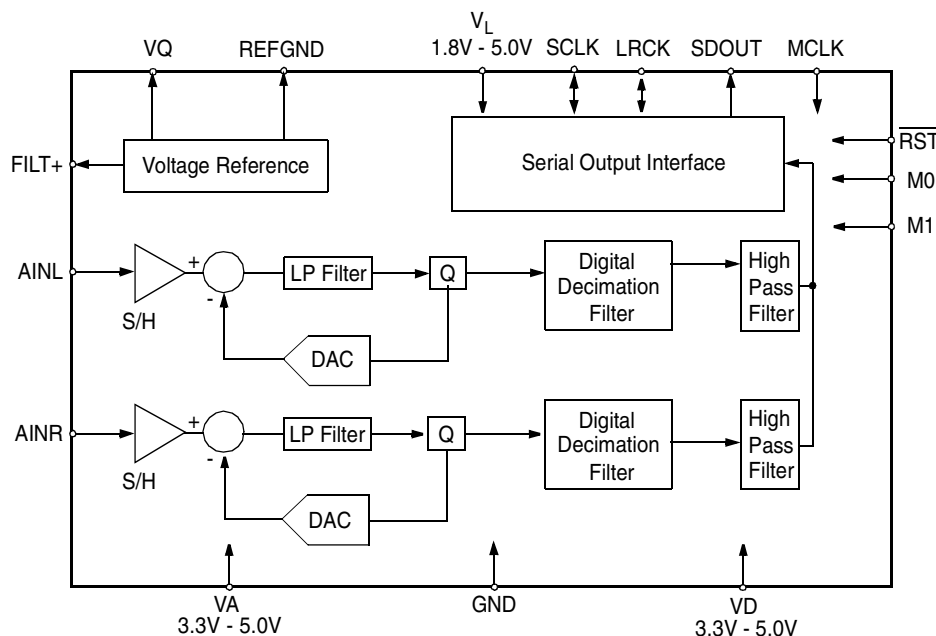 VL
1.8V - 5.0V
VQ
REFGND
SCLK
LRCK
SDOUT
MCLK
FILT+
Voltage Reference
Serial Output Interface
RST
M0
M1
AINL
+
-
S/H
LP Filter
Q
DAC
Digital
Decimation
Filter
High
Pass
Filter
AINR
+
-
S/H
LP Filter
Q
DAC
Digital
Decimation
Filter
High
Pass
Filter
VA
3.3V - 5.0V
GND
VD
3.3V - 5.0V